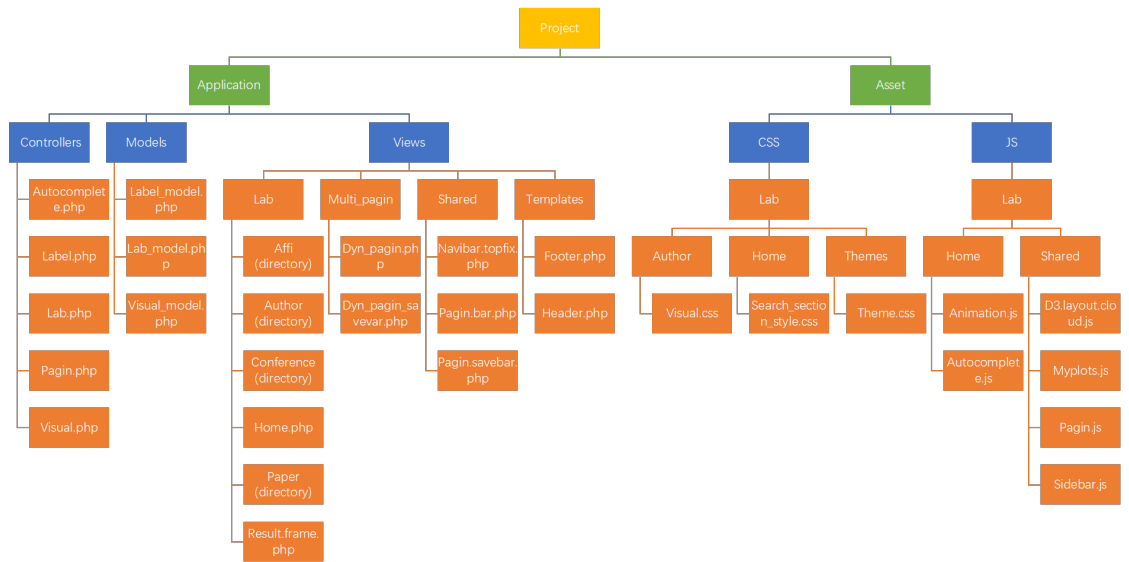 Project
Application
Asset
Controllers
Models
Views
CSS
JS
Autocomplet
e.php
Label.php
Lab.php
Pagin.php
Visual.php
Label_model.
php
Lab_model.ph
p
Visual_model.
php
Lab
Affi
(directory)
Author
(directory)
Conference
(directory)
Home.php
Paper
(directory)
Result.frame.
php
Multi_pagin
Dyn_pagin.ph
p
Dyn_pagin_sa
vevar.php
Shared
Navibar.topfix.
php
Pagin.bar.php
Pagin.savebar.
php
Templates
Footer.php
Header.php
Lab
Author
Visual.css
Home
Search_sectio
n_style.css
Themes
Theme.css
Lab
Home
Animation.js
Autocomplet
e.js
Shared
D3.layout.clo
ud.js
Myplots.js
Pagin.js
Sidebar.js